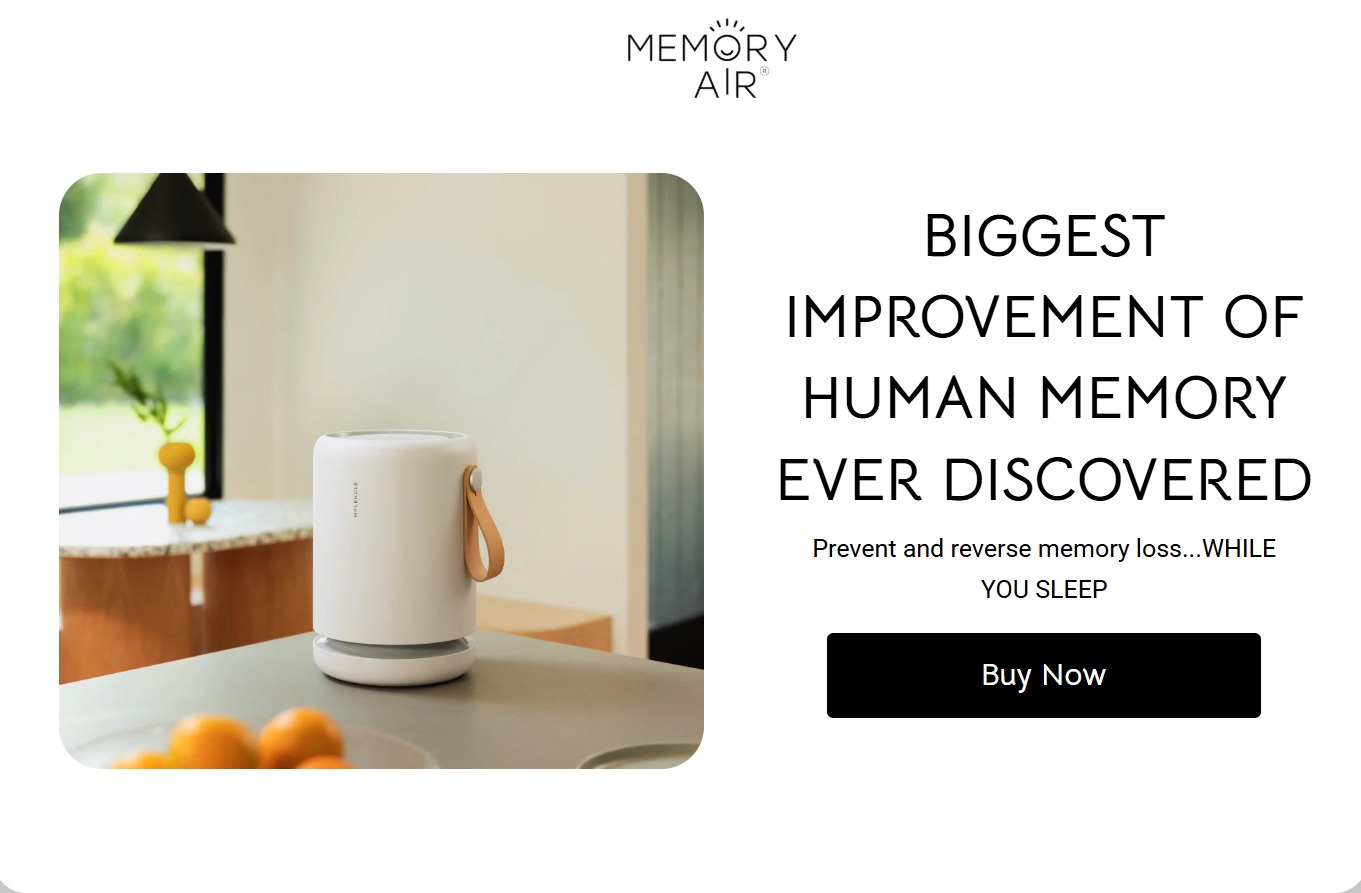 MEMORY
AIR®
BIGGEST
IMPROVEMENT OF
HUMAN MEMORY
EVER DISCOVERED
Prevent and reverse memory loss...WHILE
YOU SLEEP
Buy Now
MOLEKULE